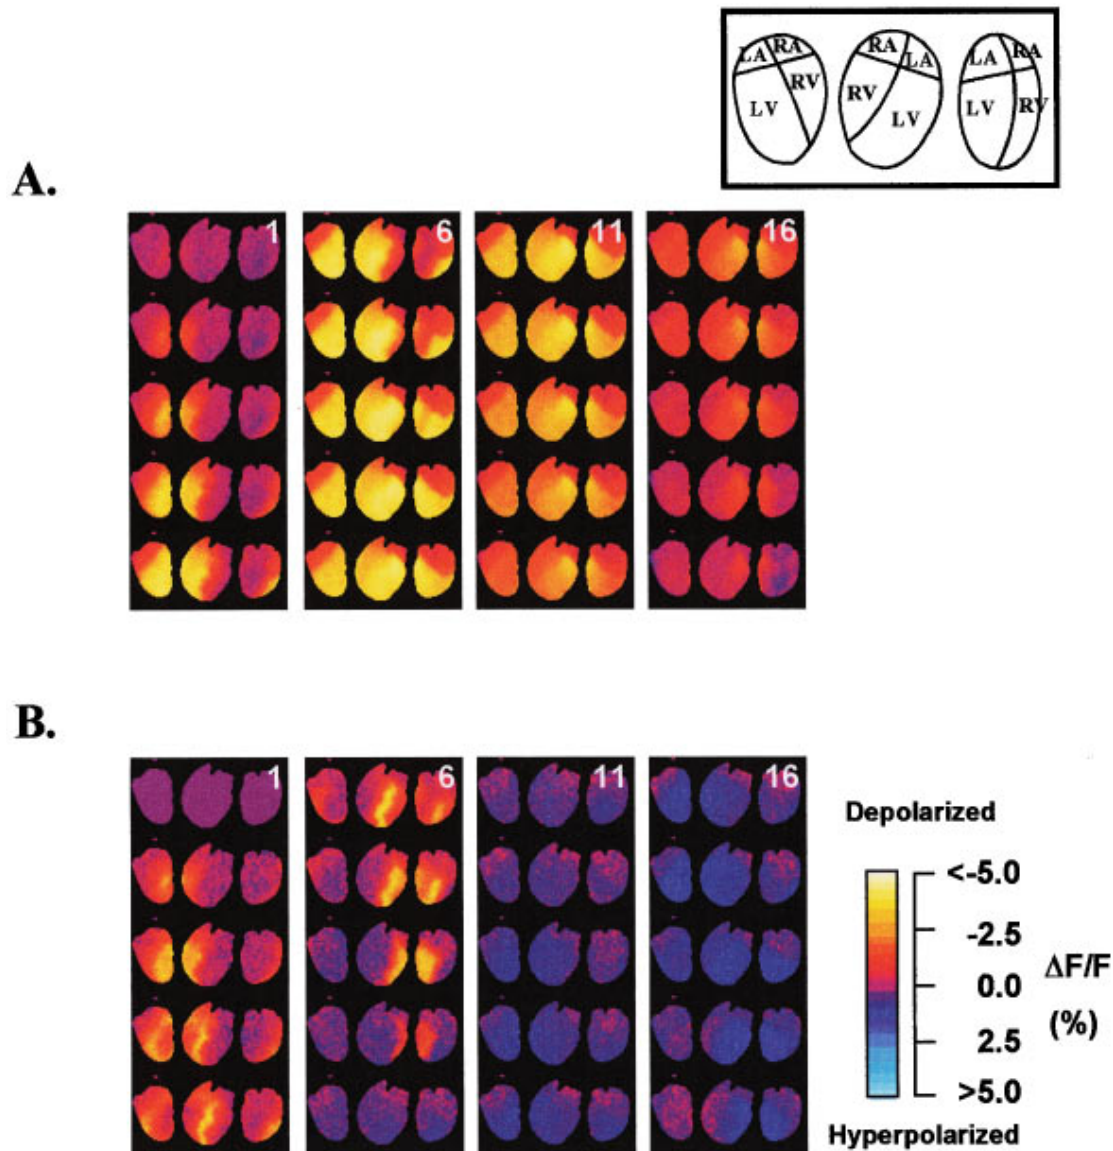 LA RA RA LA LA RA
RV RV RV
LV LV LV
A.
1 6 11 16
B.
1 6 11 16
Depolarized
<-5.0
-2.5
0.0
2.5
>5.0
ΔF/F
(%)
Hyperpolarized